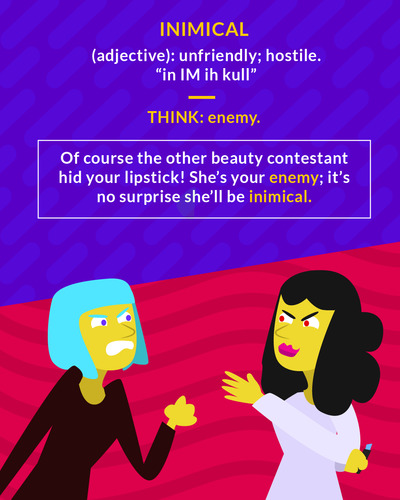 INIMICAL
(adjective): unfriendly; hostile.
“in IM ih kull”
THINK: enemy.
Of course the other beauty contestant
hid your lipstick! She’s your enemy; it’s
no surprise she’ll be inimical.